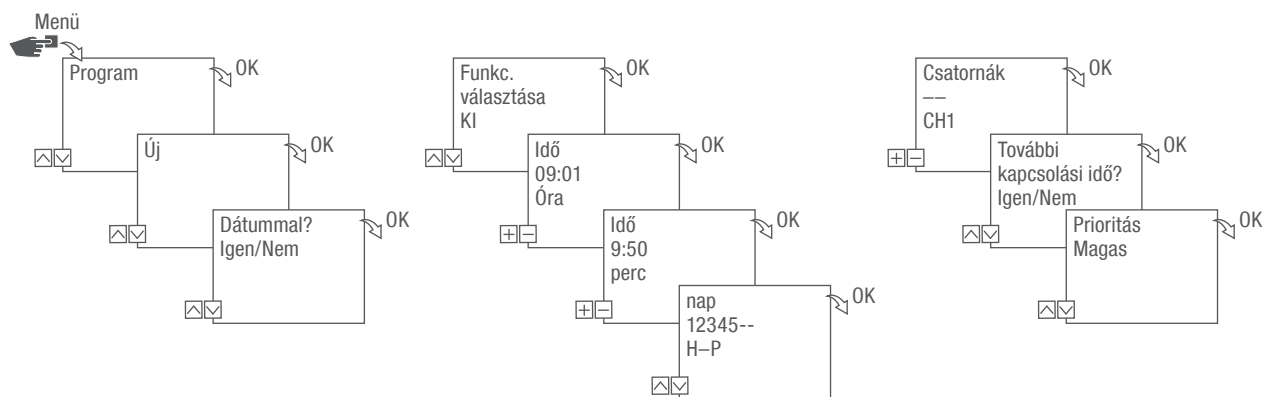 Menü
Program
OK
Új
OK
Dátummal?
Igen/Nem
OK
Funkc.
választása
KI
OK
Idő
09:01
Óra
OK
Idő
9:50
perc
OK
nap
12345--
H–P
OK
Csatornák
––
CH1
OK
További
kapcsolási idő?
Igen/Nem
OK
Prioritás
Magas
OK